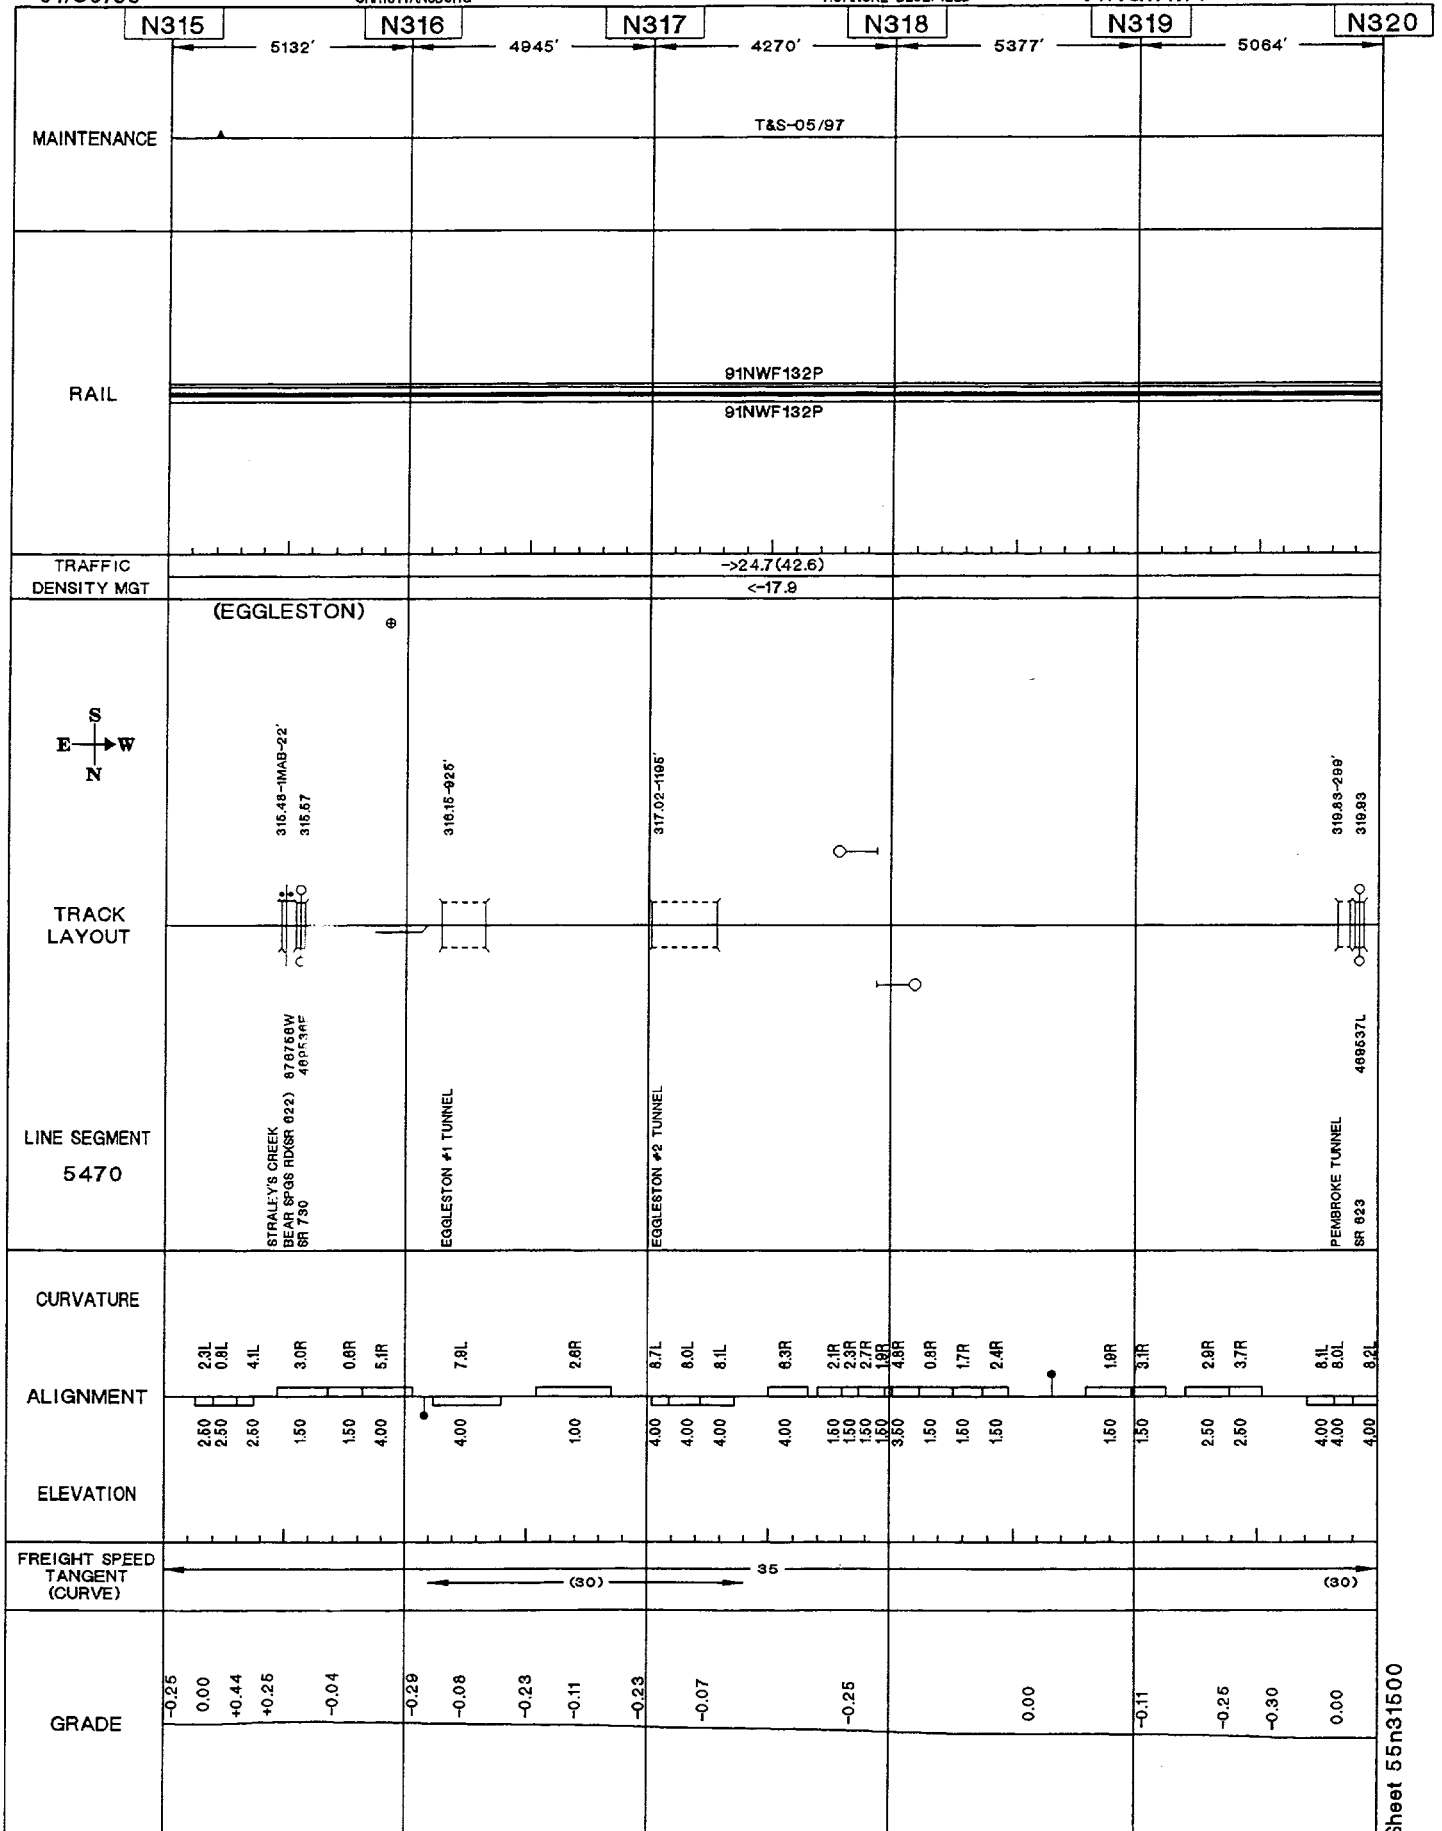 N315 N316 N317 N318 N319 N320
5132' 4945' 4270' 5377' 5064'
MAINTENANCE
T&S-05/97
RAIL
91NWF132P
91NWF132P
TRAFFIC
DENSITY MGT
->24.7(42.6)
<-17.9
(EGGLESTON)
S
E W
N
315.48-1MAB-22'
315.57
316.15-925'
317.02-1195'
319.83-299'
319.93
TRACK
LAYOUT
LINE SEGMENT
5470
STRALEY'S CREEK
BEAR SPGS RD(SR 622) 876756W
SR 730
EGGLESTON #1 TUNNEL
EGGLESTON #2 TUNNEL
PEMBROKE TUNNEL
SR 623 469537L
CURVATURE
2.3L 0.8L 4.1L 3.0R 0.6R 5.1R 7.9L 2.6R 8.7L 8.0L 8.1L 6.3R 2.1R 2.3R 2.7R 1.9R 4.8R 0.8R 1.7R 2.4R 1.9R 3.1R 2.9R 3.7R 8.1L 8.0L 8.2L
ALIGNMENT
2.50 2.50 2.50 1.50 1.50 4.00 4.00 1.00 4.00 4.00 4.00 4.00 1.50 1.50 1.50 1.50 3.50 1.50 1.50 1.50 1.50 1.50 2.50 2.50 4.00 4.00 4.00
ELEVATION
FREIGHT SPEED
TANGENT
(CURVE)
35
(30) (30)
GRADE
-0.25 0.00 +0.44 +0.25 -0.04 -0.29 -0.08 -0.23 -0.11 -0.23 -0.07 -0.25 0.00 -0.11 -0.25 -0.30 0.00
Sheet 55n31500